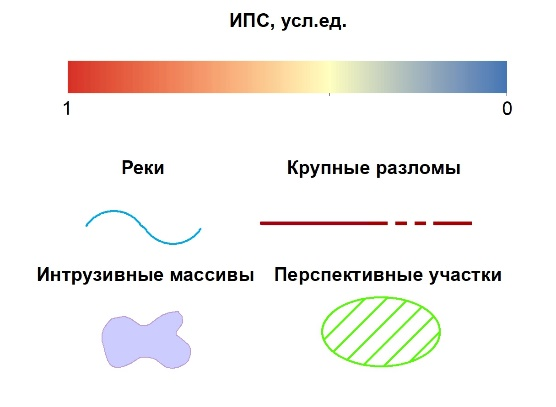 ИПС, усл.ед.
1 0
Реки Крупные разломы
Интрузивные массивы Перспективные участки